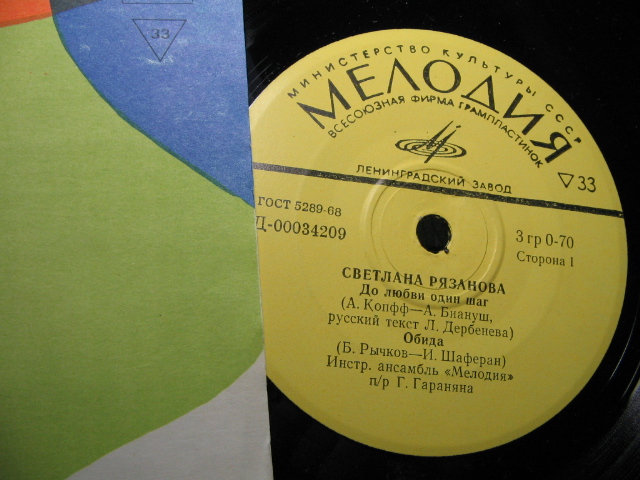 33
МИНИСТЕРСТВО КУЛЬТУРЫ СССР
МЕЛОДИЯ
ВСЕСОЮЗНАЯ ФИРМА ГРАМПЛАСТИНОК
ЛЕНИНГРАДСКИЙ ЗАВОД
▽33
ГОСТ 5289-68
Д-00034209
3 гр 0-70
Сторона 1
СВЕТЛАНА РЯЗАНОВА
До любви один шаг
(А. Копфф—А. Биануш,
русский текст Л. Дербенева)
Обида
(Б. Рычков—И. Шаферан)
Инстр. ансамбль «Мелодия»
п/р Г. Гараняна